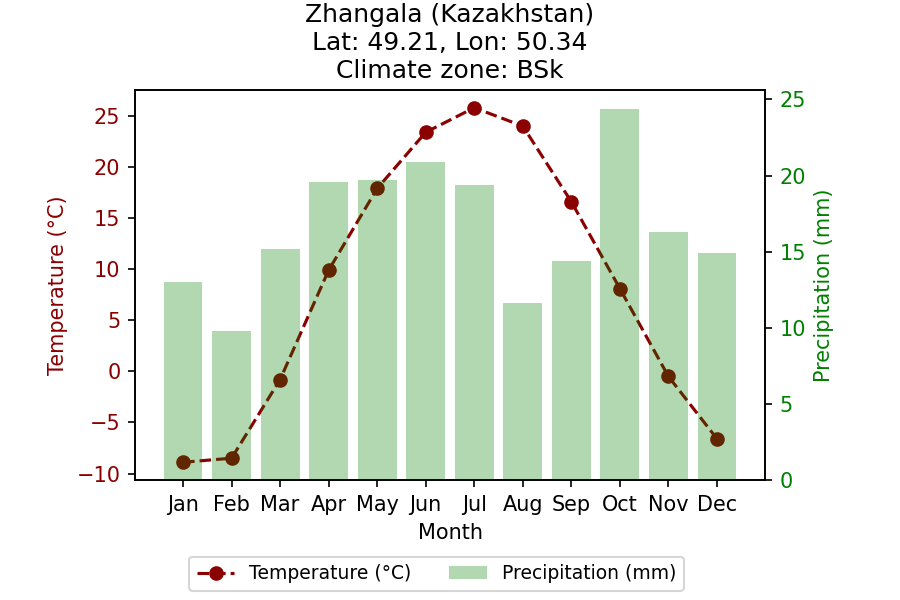 Zhangala (Kazakhstan)
Lat: 49.21, Lon: 50.34
Climate zone: BSk
Temperature (°C)
25
20
15
10
5
0
−5
−10
25
20
15
10
5
0
Precipitation (mm)
Jan Feb Mar Apr May Jun Jul Aug Sep Oct Nov Dec
Month
Temperature (°C) Precipitation (mm)